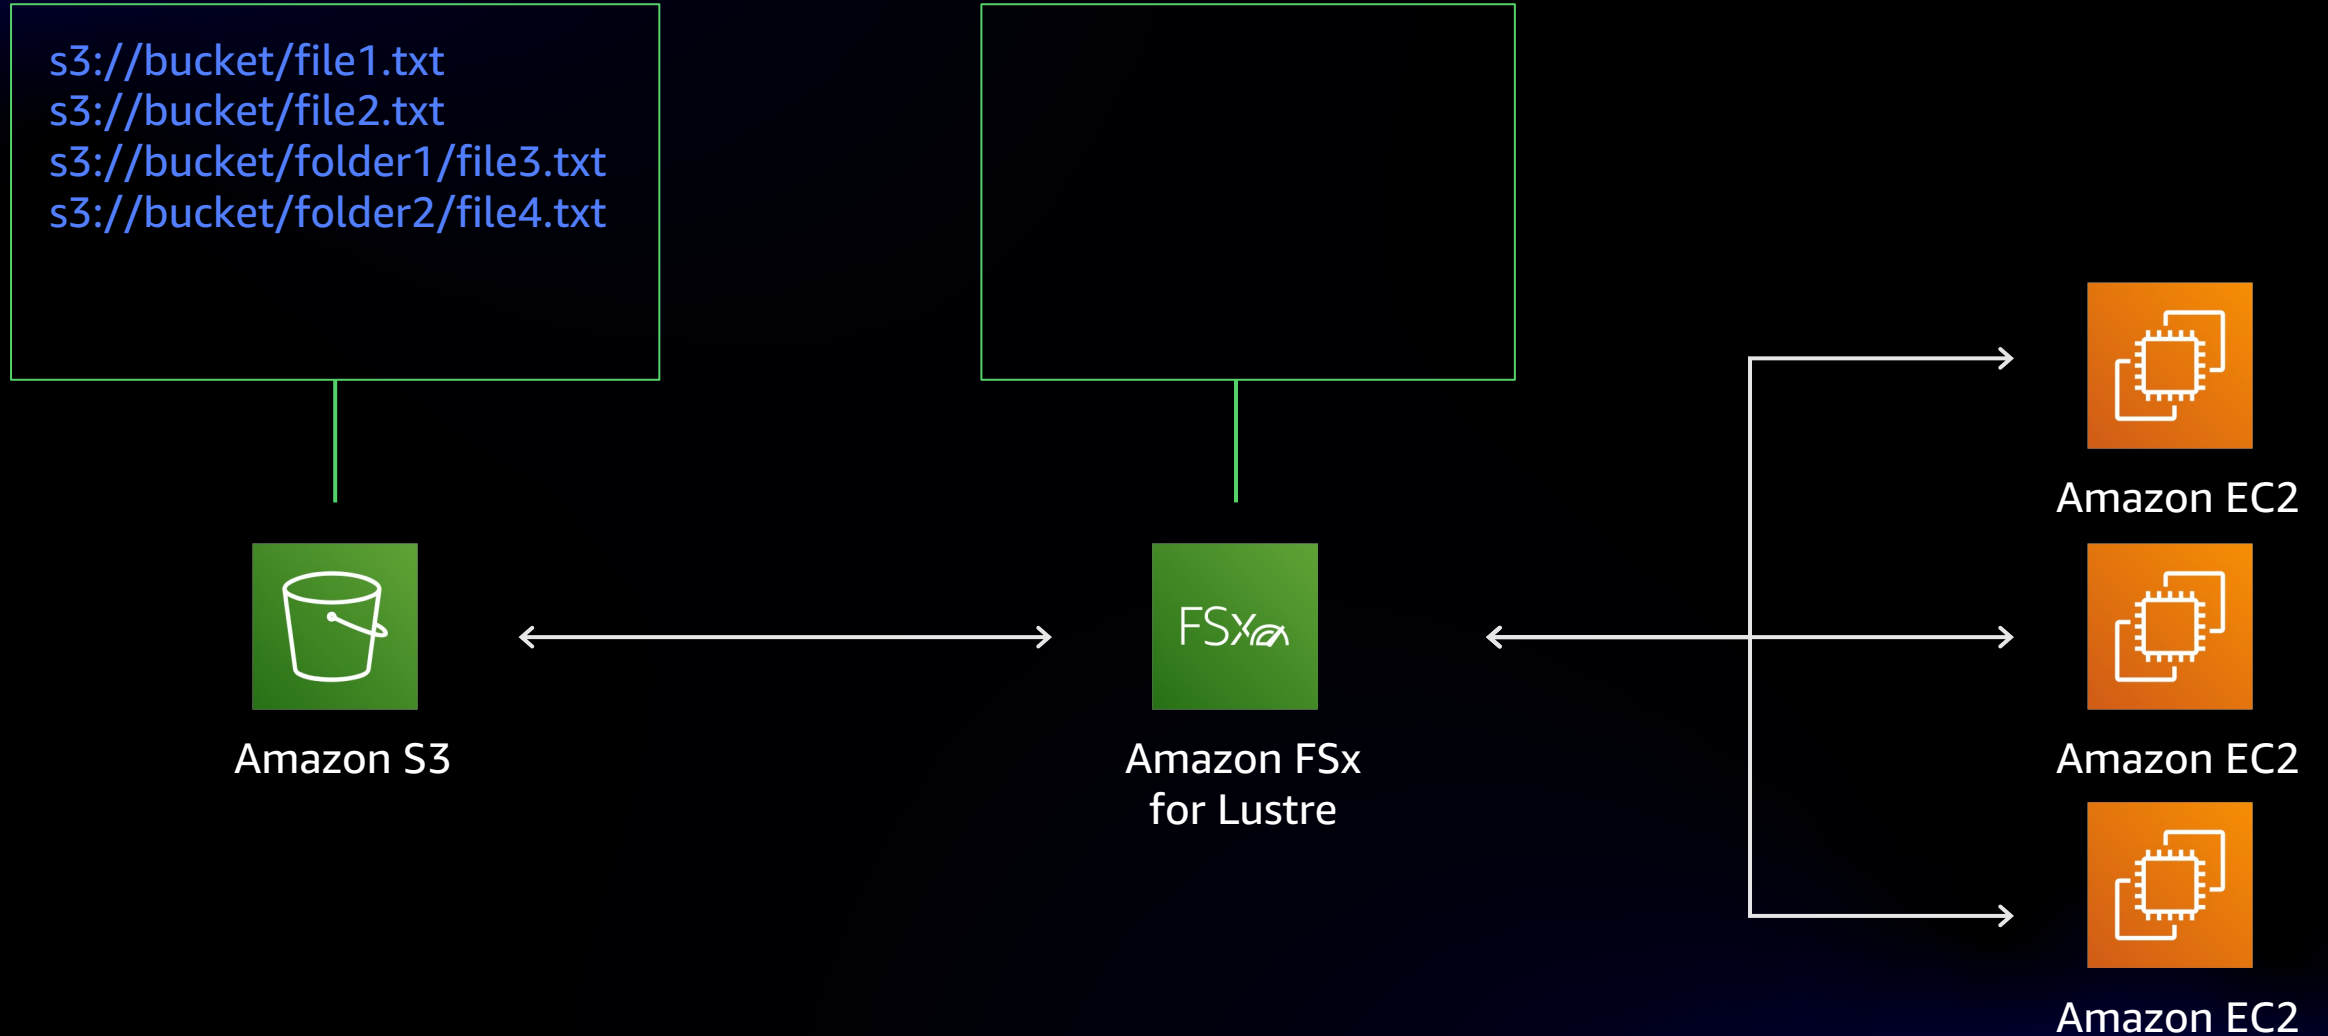 s3://bucket/file1.txt
s3://bucket/file2.txt
s3://bucket/folder1/file3.txt
s3://bucket/folder2/file4.txt
Amazon EC2
FSx
Amazon S3
Amazon FSx
for Lustre
Amazon EC2
Amazon EC2